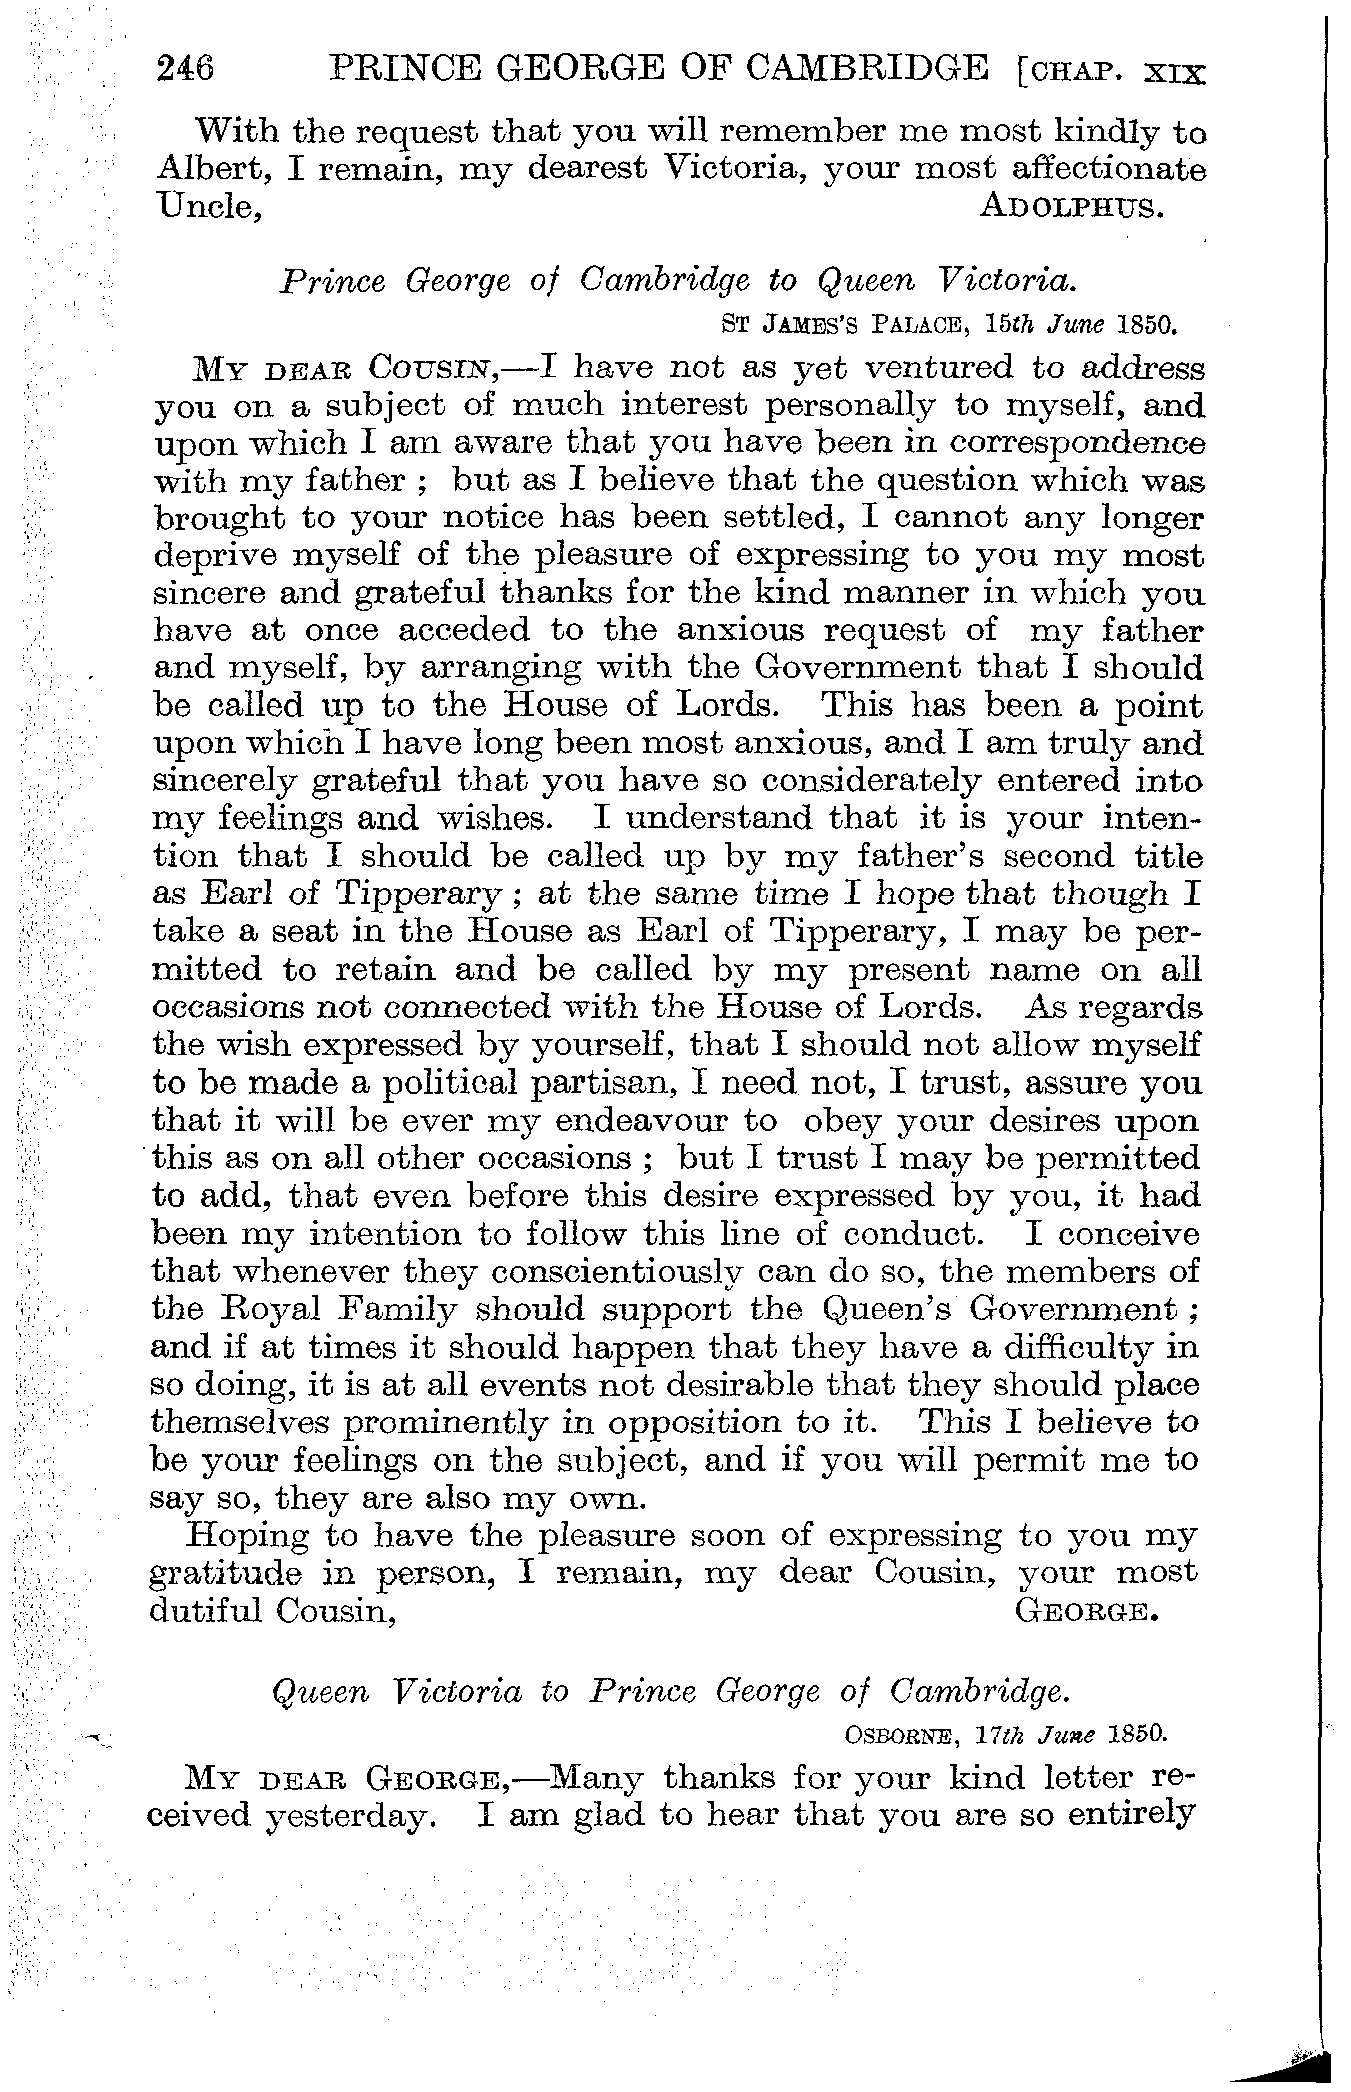 246 PRINCE GEORGE OF CAMBRIDGE [CHAP. XIX
With the request that you will remember me most kindly to
Albert, I remain, my dearest Victoria, your most affectionate
Uncle, ADOLPHUS.
Prince George of Cambridge to Queen Victoria.
ST JAMES'S PALACE, 15th June 1850.
MY DEAR COUSIN,—I have not as yet ventured to address
you on a subject of much interest personally to myself, and
upon which I am aware that you have been in correspondence
with my father ; but as I believe that the question which was
brought to your notice has been settled, I cannot any longer
deprive myself of the pleasure of expressing to you my most
sincere and grateful thanks for the kind manner in which you
have at once acceded to the anxious request of my father
and myself, by arranging with the Government that I should
be called up to the House of Lords. This has been a point
upon which I have long been most anxious, and I am truly and
sincerely grateful that you have so considerately entered into
my feelings and wishes. I understand that it is your inten-
tion that I should be called up by my father's second title
as Earl of Tipperary ; at the same time I hope that though I
take a seat in the House as Earl of Tipperary, I may be per-
mitted to retain and be called by my present name on all
occasions not connected with the House of Lords. As regards
the wish expressed by yourself, that I should not allow myself
to be made a political partisan, I need not, I trust, assure you
that it will be ever my endeavour to obey your desires upon
this as on all other occasions ; but I trust I may be permitted
to add, that even before this desire expressed by you, it had
been my intention to follow this line of conduct. I conceive
that whenever they conscientiously can do so, the members of
the Royal Family should support the Queen's Government ;
and if at times it should happen that they have a difficulty in
so doing, it is at all events not desirable that they should place
themselves prominently in opposition to it. This I believe to
be your feelings on the subject, and if you will permit me to
say so, they are also my own.
Hoping to have the pleasure soon of expressing to you my
gratitude in person, I remain, my dear Cousin, your most
dutiful Cousin, GEORGE.
Queen Victoria to Prince George of Cambridge.
OSBORNE, 17th June 1850.
MY DEAR GEORGE,—Many thanks for your kind letter re-
ceived yesterday. I am glad to hear that you are so entirely